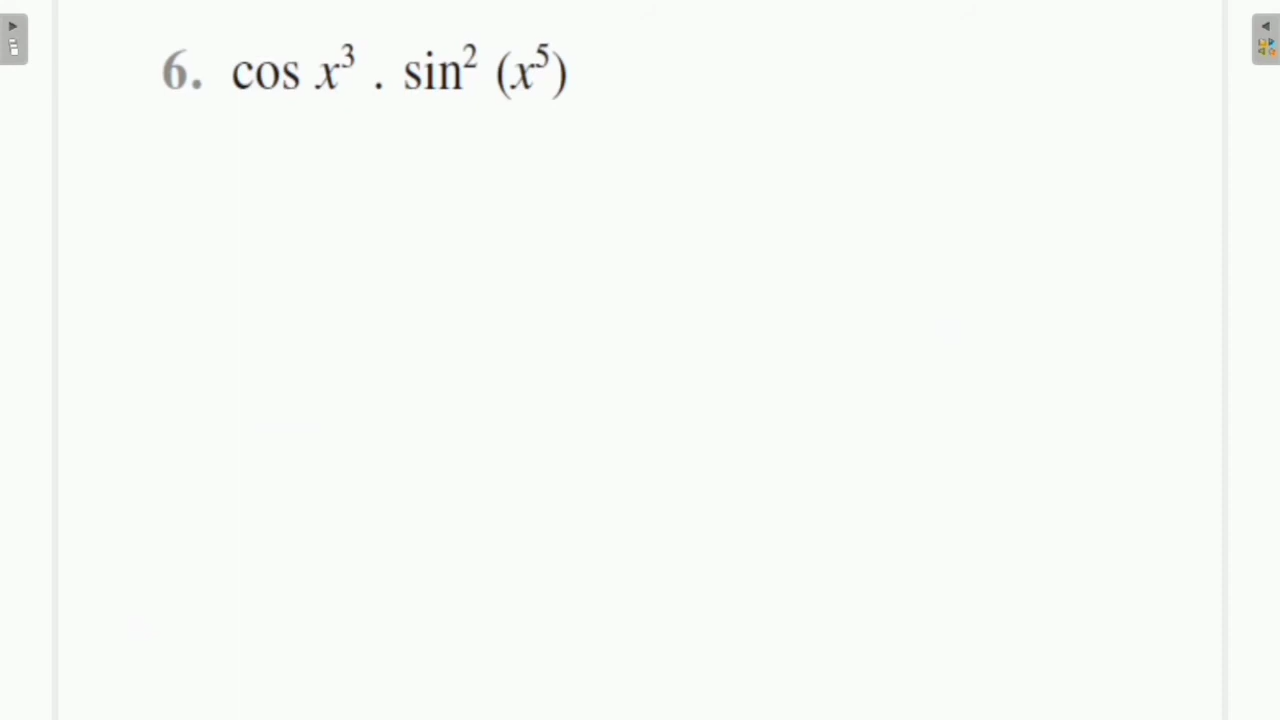 6. cos x³ . sin² (x⁵)